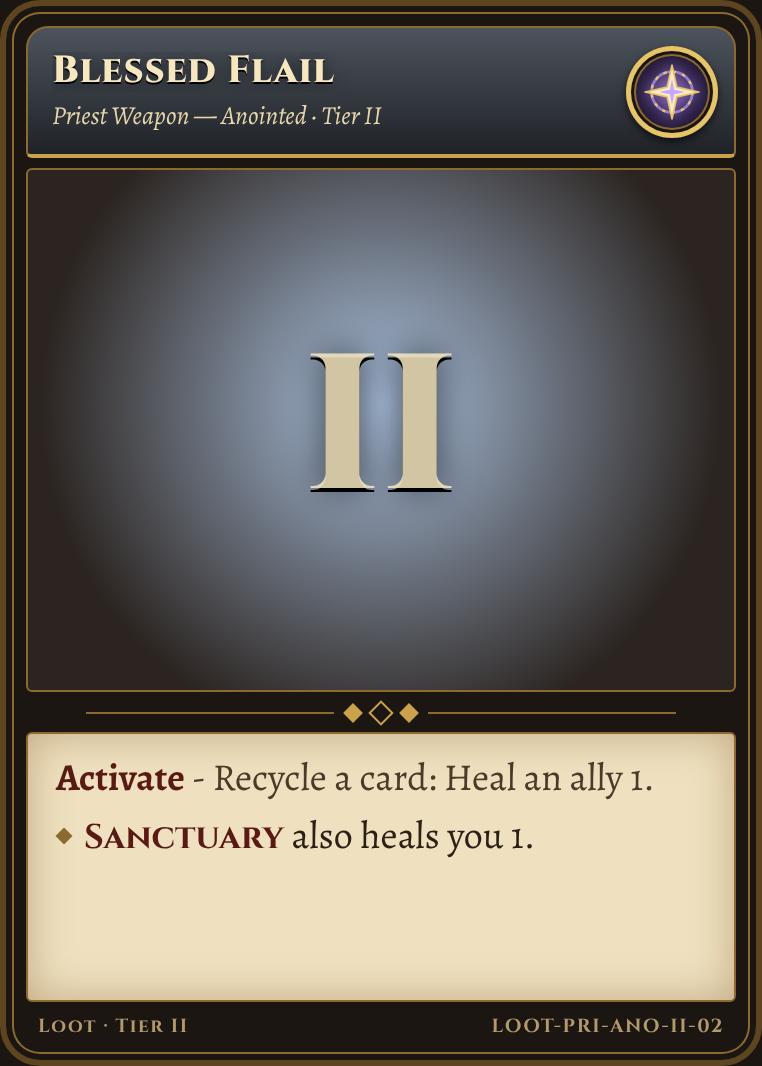 Blessed Flail
Priest Weapon — Anointed · Tier II
II
Activate - Recycle a card: Heal an ally 1.
Sanctuary also heals you 1.
Loot · Tier II
LOOT-PRI-ANO-II-02